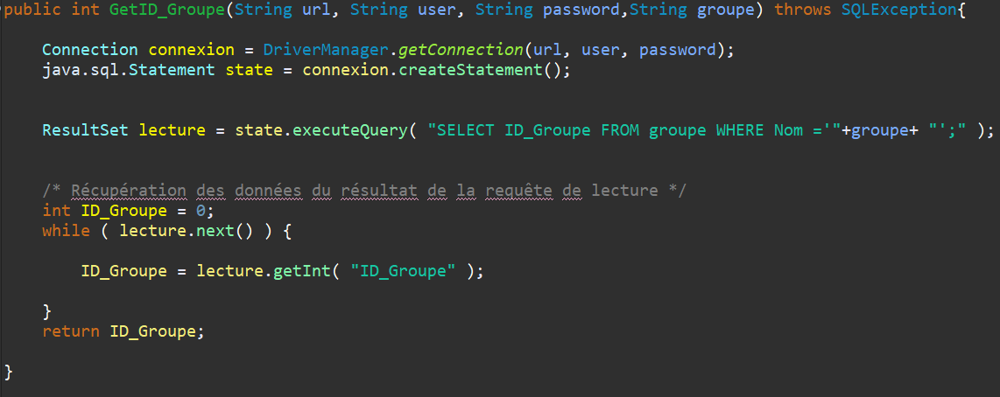 public int GetID_Groupe(String url, String user, String password,String groupe) throws SQLException{
Connection connexion = DriverManager.getConnection(url, user, password);
java.sql.Statement state = connexion.createStatement();
ResultSet lecture = state.executeQuery( "SELECT ID_Groupe FROM groupe WHERE Nom ='"+groupe+ "';" );
/* Récupération des données du résultat de la requête de lecture */
int ID_Groupe = 0;
while ( lecture.next() ) {
ID_Groupe = lecture.getInt( "ID_Groupe" );
}
return ID_Groupe;
}